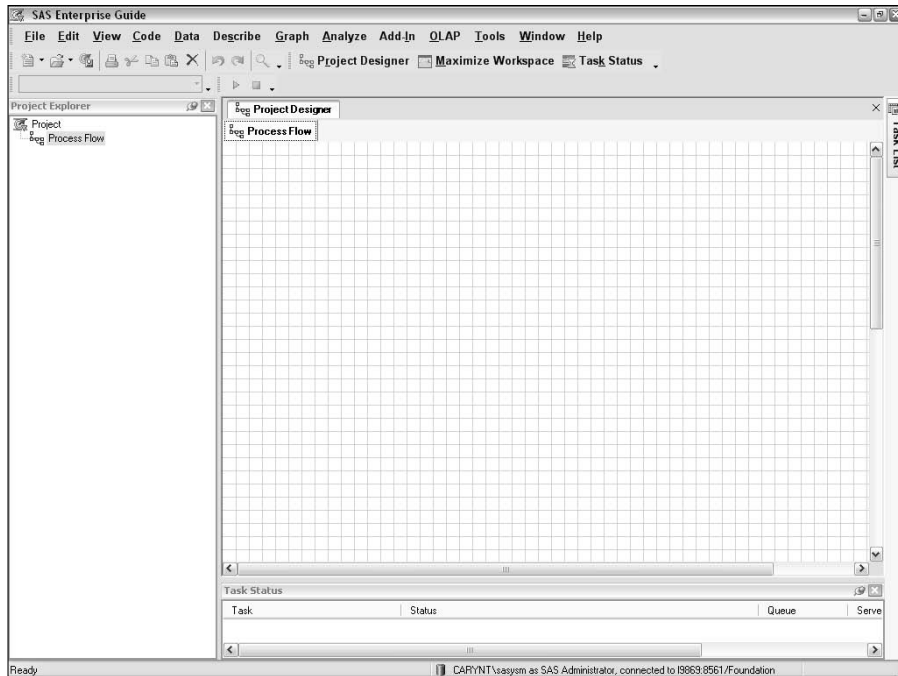 SAS Enterprise Guide
File Edit View Code Data Describe Graph Analyze Add-In OLAP Tools Window Help
Project Designer Maximize Workspace Task Status
Project Explorer
Project
Process Flow
Project Designer
Process Flow
Task List
Task Status
Task Status Queue Serve
Ready CARYNT\sasysm as SAS Administrator, connected to I9869:8561/Foundation